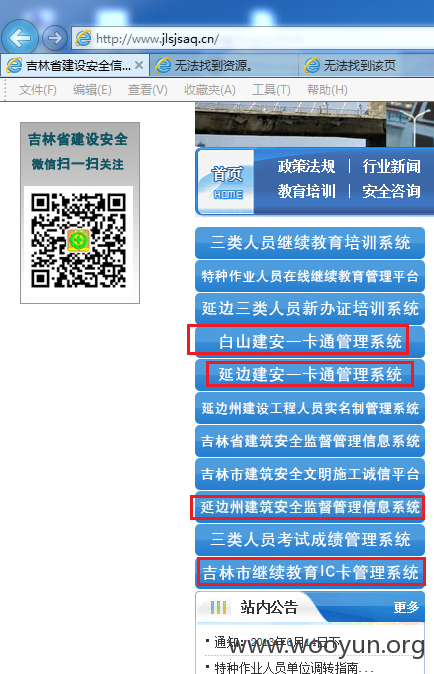 http://www.jlsjsaq.cn/
吉林省建设安全信... × 无法找到资源。 无法找到该页
文件(F) 编辑(E) 查看(V) 收藏夹(A) 工具(T) 帮助(H)
吉林省建设安全
微信扫一扫关注
首页
HOME
政策法规 | 行业新闻
教育培训 | 安全咨询
三类人员继续教育培训系统
特种作业人员在线继续教育管理平台
延边三类人员新办证培训系统
白山建安一卡通管理系统
延边建安一卡通管理系统
延边州建设工程人员实名制管理系统
吉林省建筑安全监督管理信息系统
吉林市建筑安全文明施工诚信平台
延边州建筑安全监督管理信息系统
三类人员考试成绩管理系统
吉林市继续教育IC卡管理系统
站内公告 更多
通知：2013年6月14日下
www.wooyun.org
特种作业人员单位调转指南...